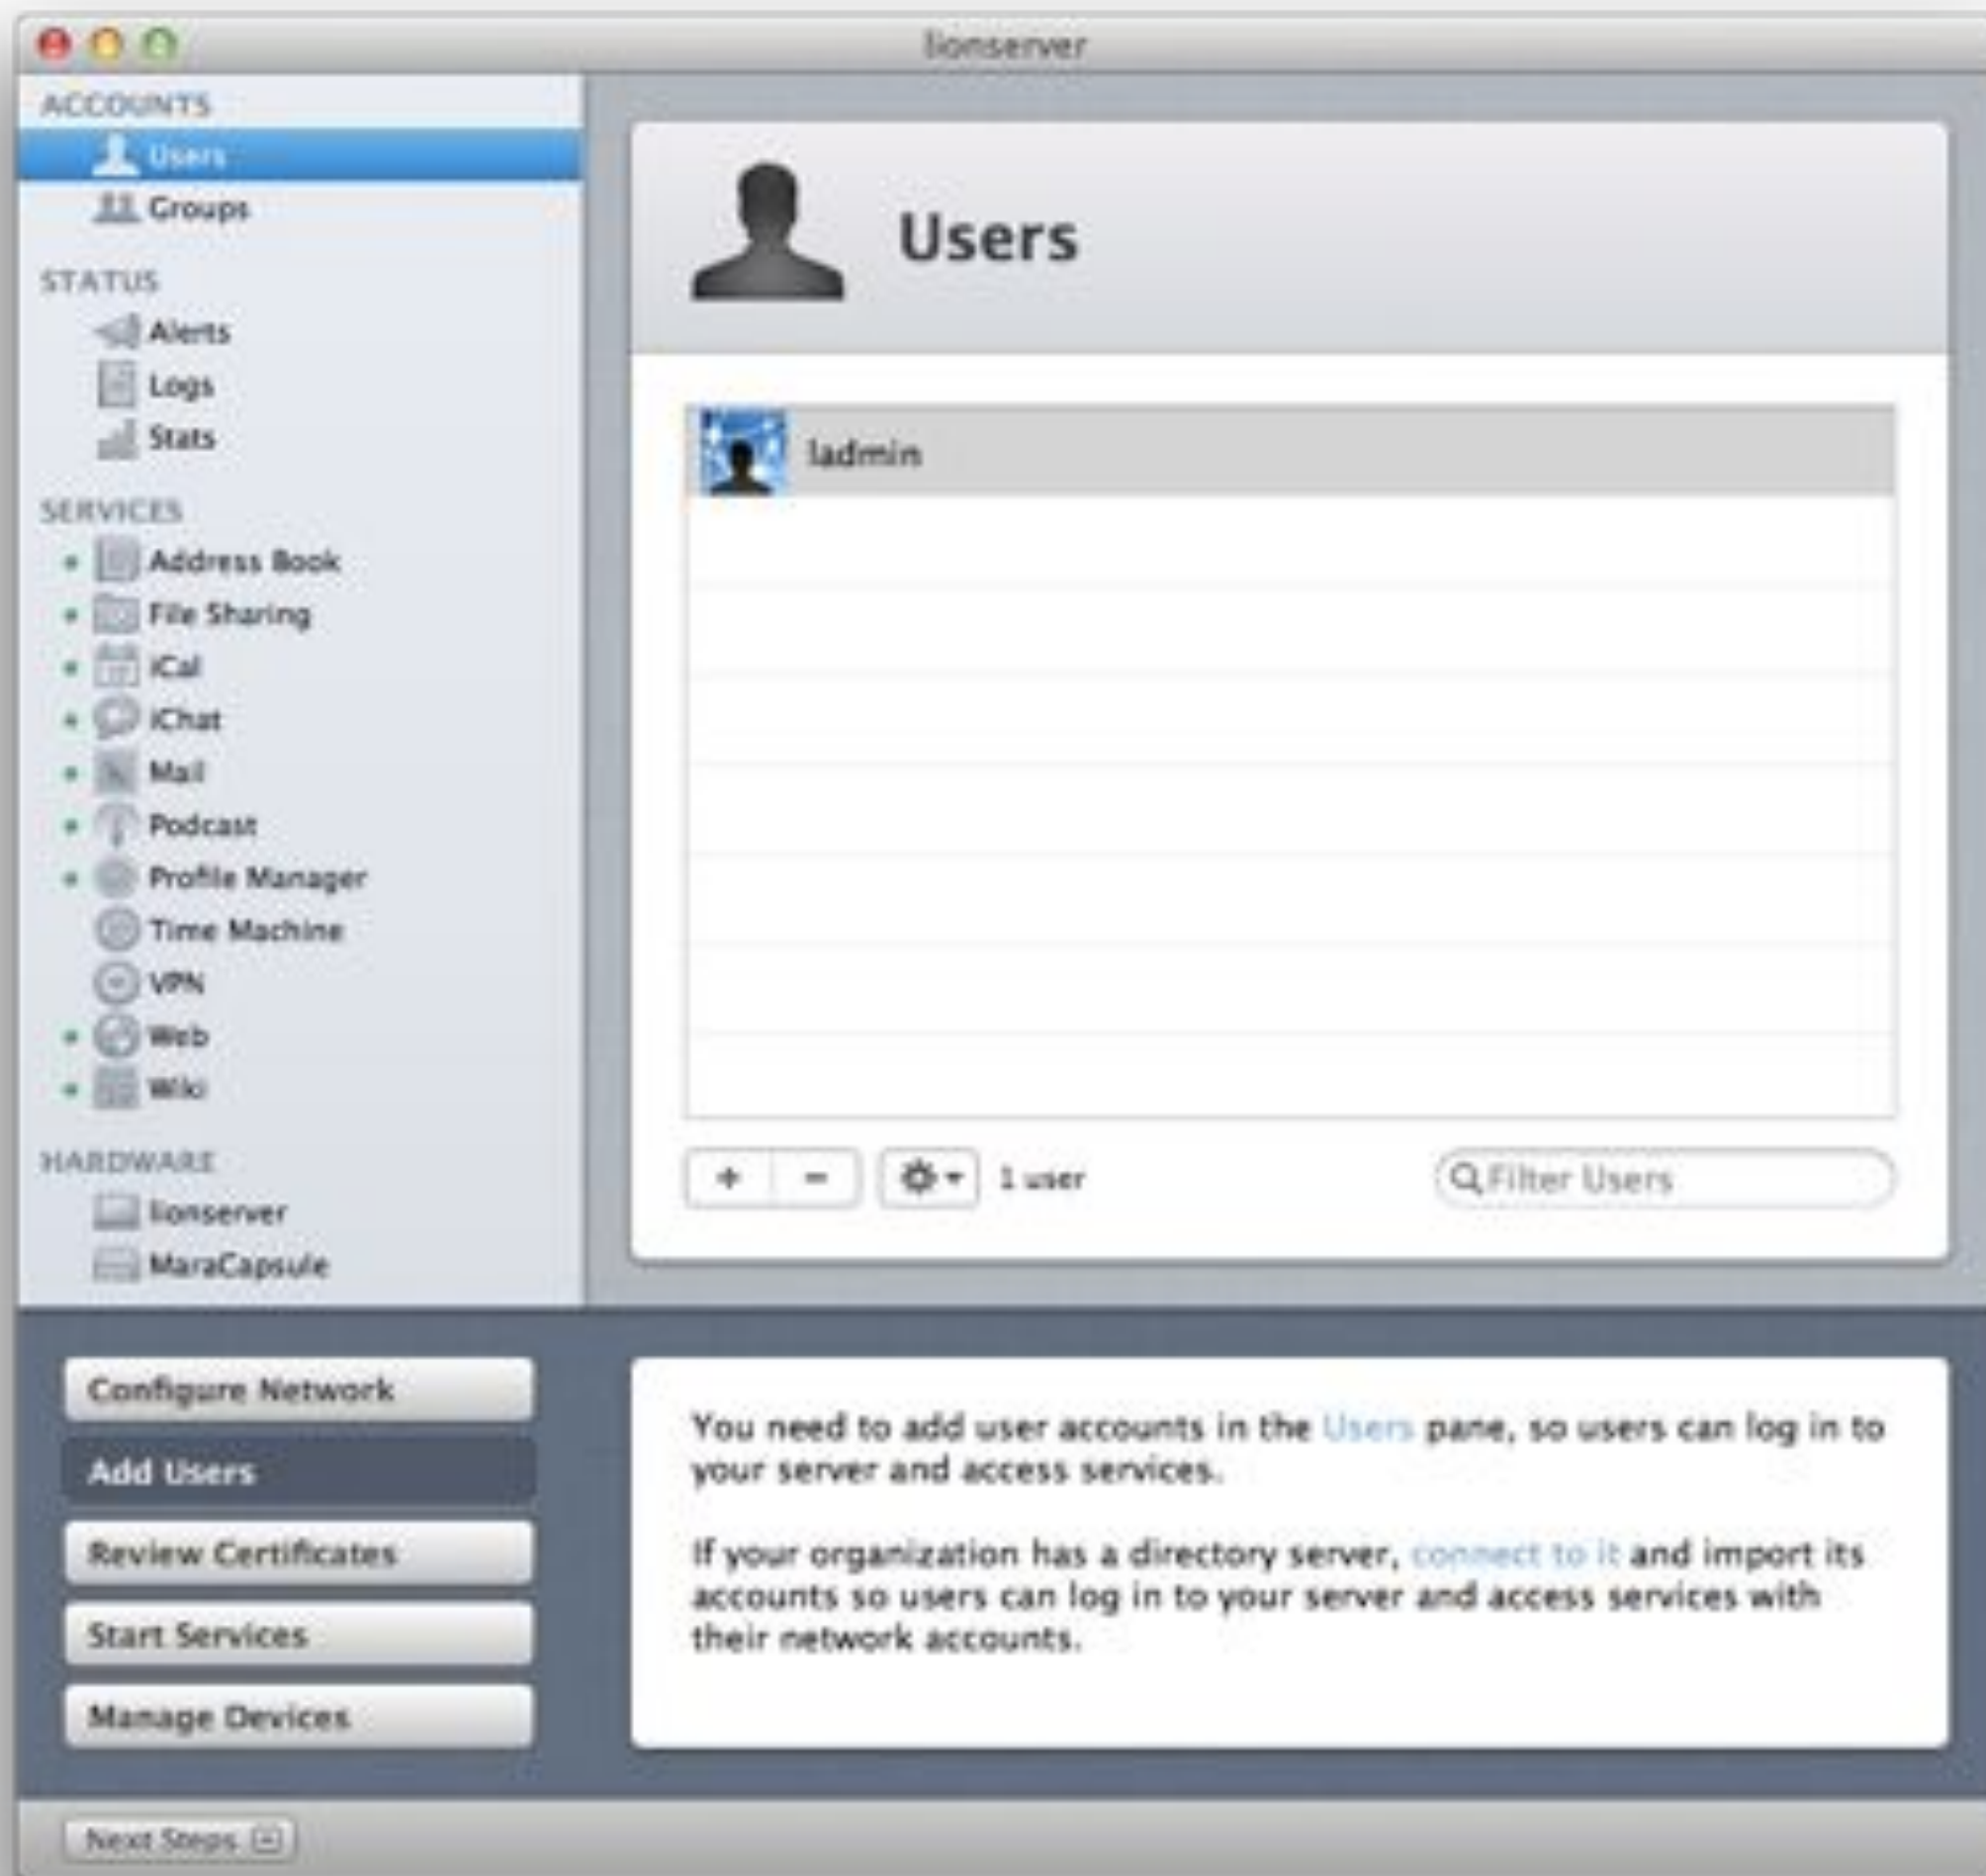 lionserver
ACCOUNTS
Users
Groups
STATUS
Alerts
Logs
Stats
SERVICES
Address Book
File Sharing
iCal
iChat
Mail
Podcast
Profile Manager
Time Machine
VPN
Web
Wiki
HARDWARE
lionserver
MaraCapsule
Users
ladmin
+ − 1 user Filter Users
Configure Network
Add Users
Review Certificates
Start Services
Manage Devices
You need to add user accounts in the Users pane, so users can log in to
your server and access services.
If your organization has a directory server, connect to it and import its
accounts so users can log in to your server and access services with
their network accounts.
Next Steps